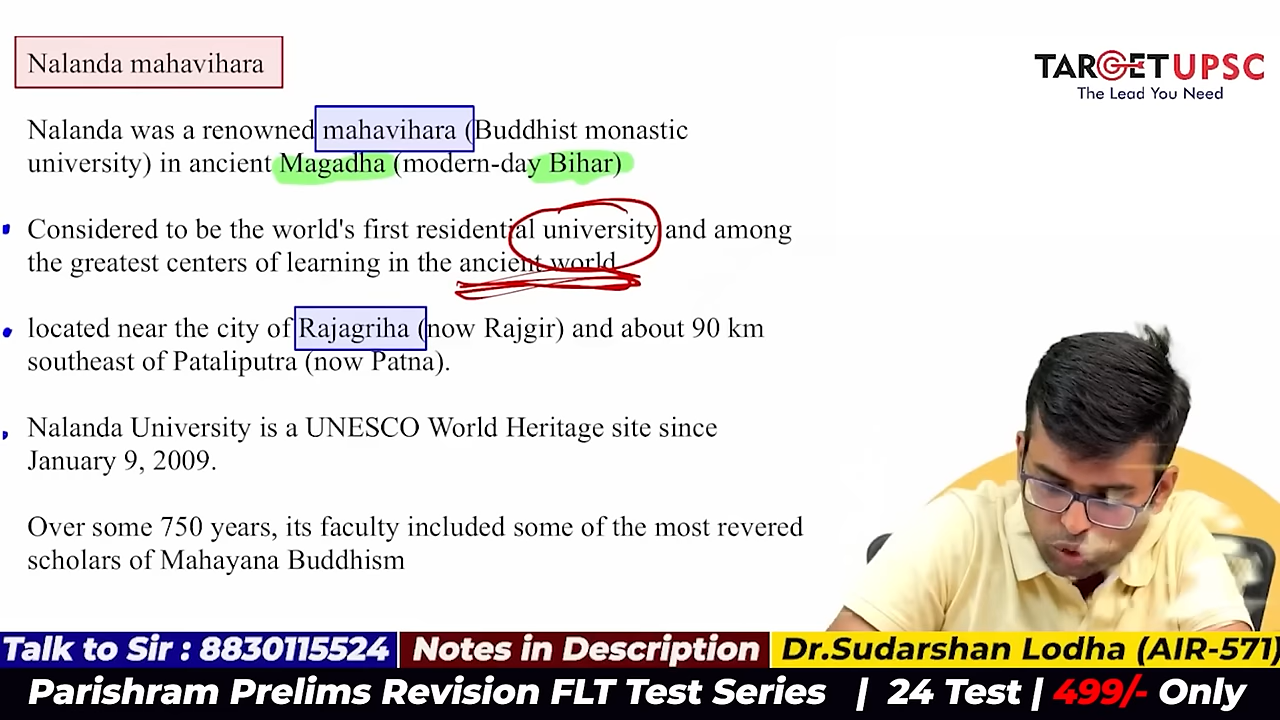 Nalanda mahavihara
TARGETUPSC
The Lead You Need
Nalanda was a renowned mahavihara (Buddhist monastic
university) in ancient Magadha (modern-day Bihar)
Considered to be the world's first residential university and among
the greatest centers of learning in the ancient world.
located near the city of Rajagriha (now Rajgir) and about 90 km
southeast of Pataliputra (now Patna).
Nalanda University is a UNESCO World Heritage site since
January 9, 2009.
Over some 750 years, its faculty included some of the most revered
scholars of Mahayana Buddhism
Talk to Sir : 8830115524 Notes in Description Dr.Sudarshan Lodha (AIR-571)
Parishram Prelims Revision FLT Test Series | 24 Test | 499/- Only